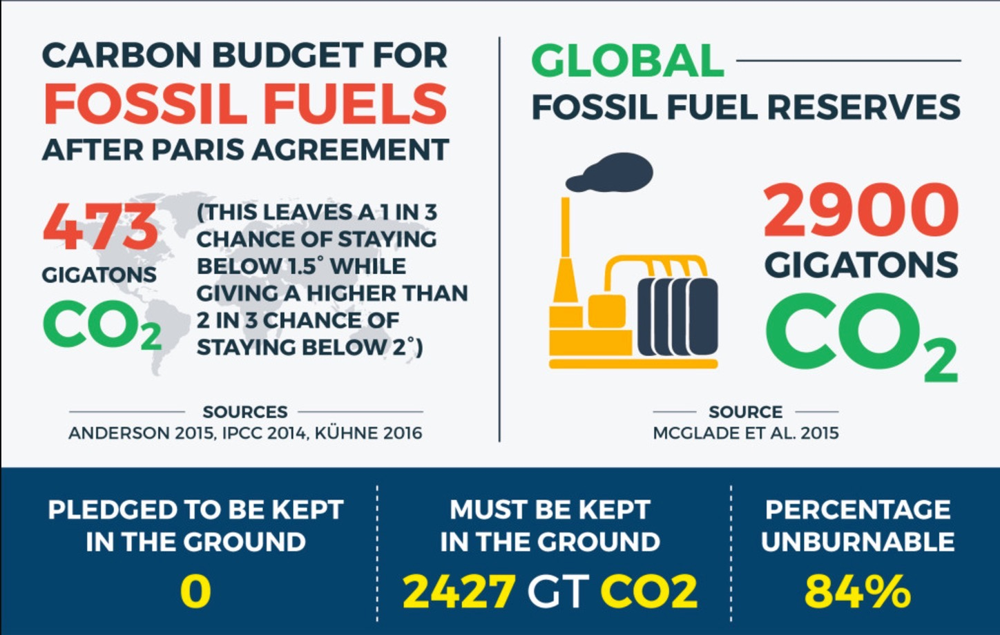 CARBON BUDGET FOR
FOSSIL FUELS
AFTER PARIS AGREEMENT
473
GIGATONS
CO₂
(THIS LEAVES A 1 IN 3
CHANCE OF STAYING
BELOW 1.5° WHILE
GIVING A HIGHER THAN
2 IN 3 CHANCE OF
STAYING BELOW 2°)
SOURCES
ANDERSON 2015, IPCC 2014, KÜHNE 2016
GLOBAL
FOSSIL FUEL RESERVES
2900
GIGATONS
CO₂
SOURCE
MCGLADE ET AL. 2015
PLEDGED TO BE KEPT
IN THE GROUND
0
MUST BE KEPT
IN THE GROUND
2427 GT CO2
PERCENTAGE
UNBURNABLE
84%